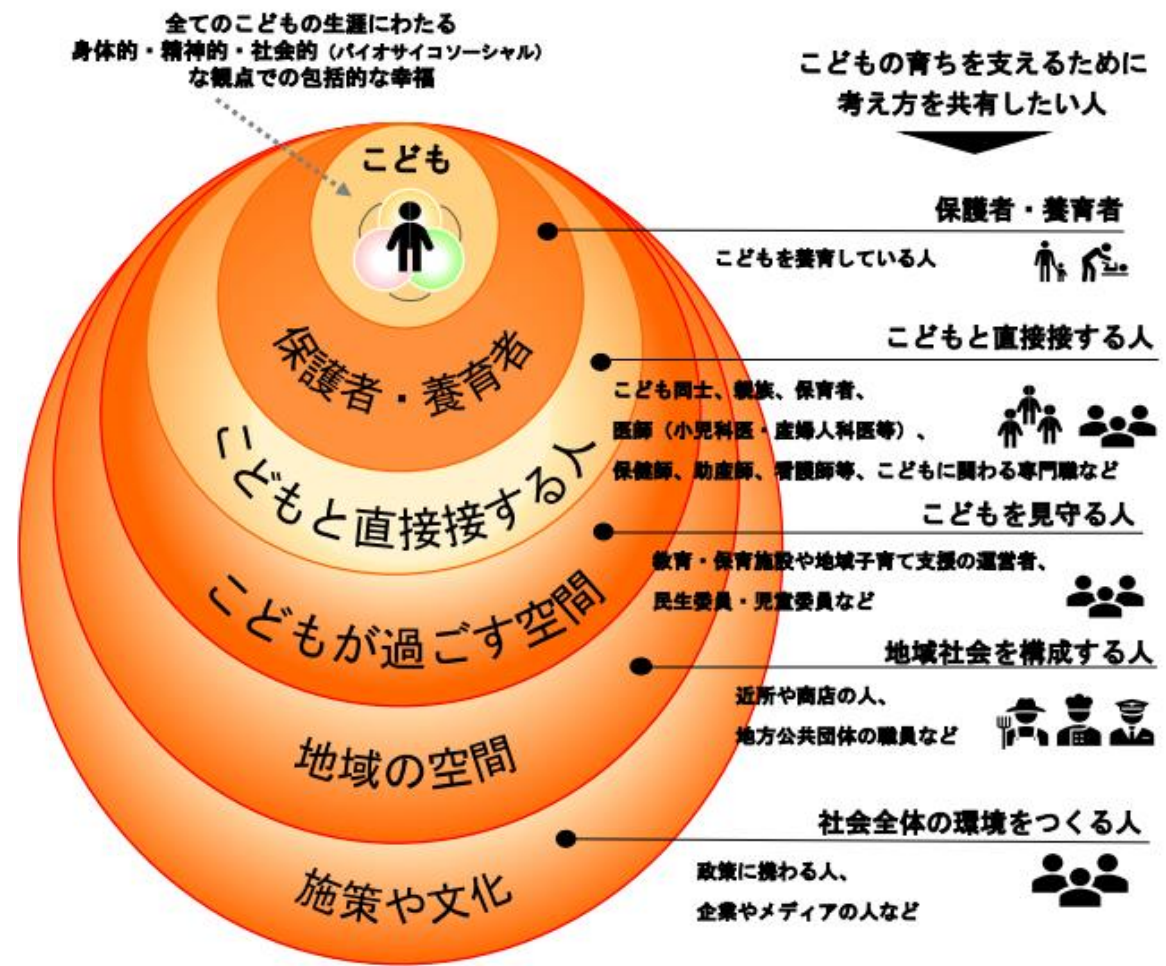 全てのこどもの生涯にわたる
身体的・精神的・社会的（バイオサイコソーシャル）
な観点での包括的な幸福
こどもの育ちを支えるために
考え方を共有したい人
こども
保護者・養育者
こどもと直接接する人
こどもが過ごす空間
地域の空間
施策や文化
保護者・養育者
こどもを養育している人
こどもと直接接する人
こども同士、親族、保育者、
医師（小児科医・産婦人科医等）、
保健師、助産師、看護師等、こどもに関わる専門職など
こどもを見守る人
教育・保育施設や地域子育て支援の運営者、
民生委員・児童委員など
地域社会を構成する人
近所や商店の人、
地方公共団体の職員など
社会全体の環境をつくる人
政策に携わる人、
企業やメディアの人など